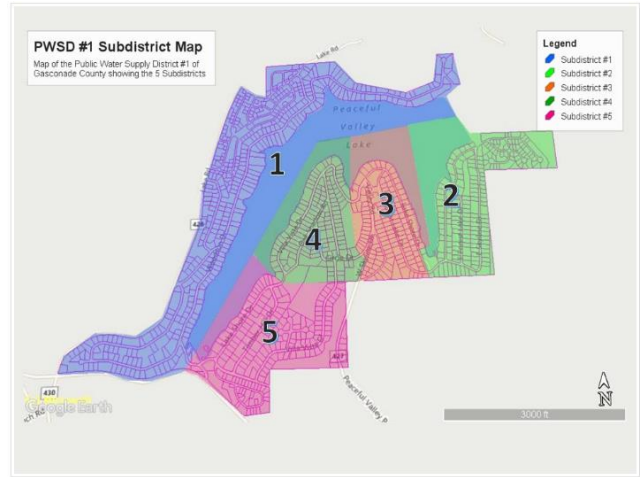 PWSD #1 Subdistrict Map
Map of the Public Water Supply District #1 of
Gasconade County showing the 5 Subdistricts
Legend
Subdistrict #1
Subdistrict #2
Subdistrict #3
Subdistrict #4
Subdistrict #5
Lake Rd
Peaceful
Valley
Lake
1
2
3
4
5
428
427
430
ch Rd
Google Earth
Peaceful Valley P
N
3000 ft